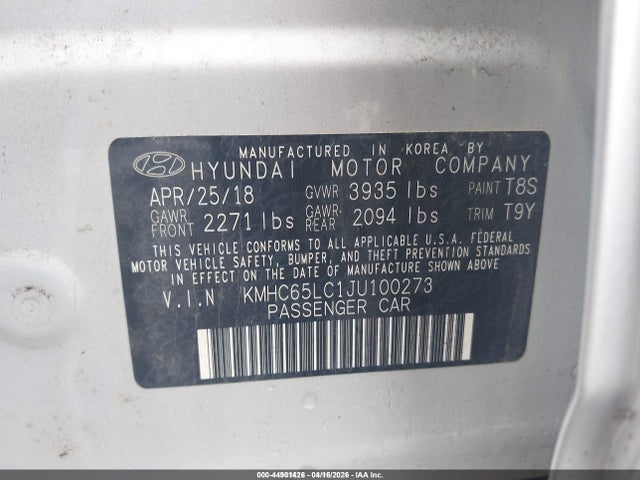 MANUFACTURED IN KOREA BY
HYUNDAI MOTOR COMPANY
APR/25/18 GVWR 3935 lbs PAINT T8S
GAWR FRONT 2271 lbs GAWR REAR 2094 lbs TRIM T9Y
THIS VEHICLE CONFORMS TO ALL APPLICABLE U.S.A. FEDERAL
MOTOR VEHICLE SAFETY, BUMPER, AND THEFT PREVENTION STANDARDS
IN EFFECT ON THE DATE OF MANUFACTURE SHOWN ABOVE
V.I.N KMHC65LC1JU100273
PASSENGER CAR
000-44901426 - 04/16/2026 - IAA Inc.